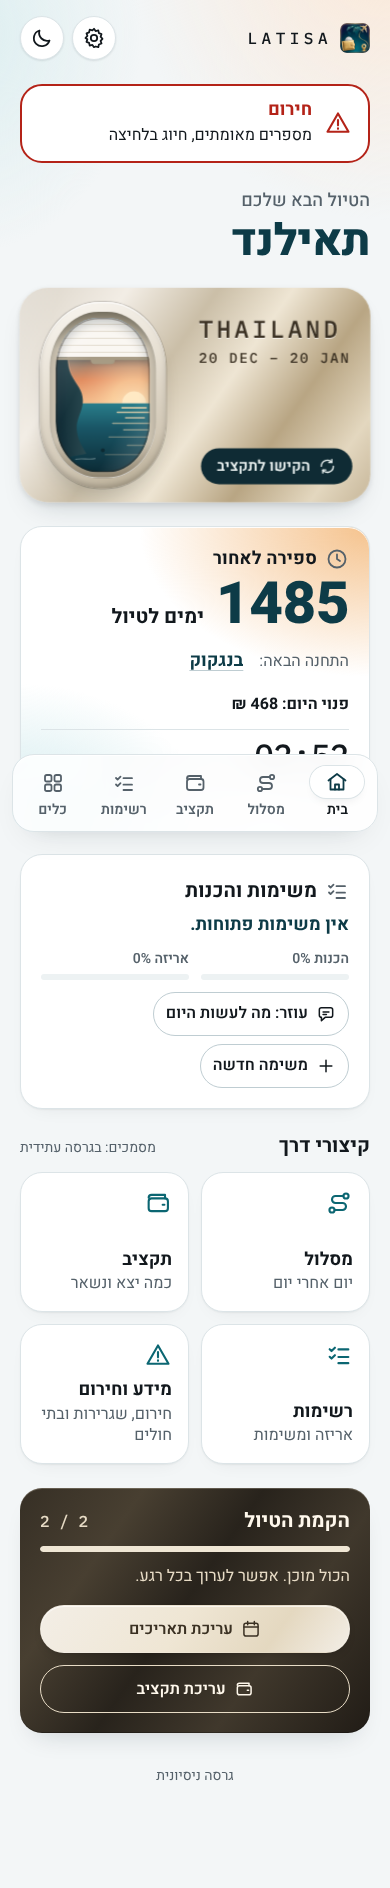 LATISA
חירום
מספרים מאומתים, חיוג בלחיצה
הטיול הבא שלכם
תאילנד
THAILAND
20 DEC – 20 JAN
הקישו לתקציב
ספירה לאחור
1485 ימים לטיול
התחנה הבאה: בנגקוק
פנוי היום: 468 ₪
בית
מסלול
תקציב
רשימות
כלים
משימות והכנות
אין משימות פתוחות.
הכנות 0%
אריזה 0%
עוזר: מה לעשות היום
משימה חדשה
קיצורי דרך
מסמכים: בגרסה עתידית
מסלול
יום אחרי יום
תקציב
כמה יצא ונשאר
רשימות
אריזה ומשימות
מידע וחירום
חירום, שגרירות ובתי
חולים
הקמת הטיול
2 / 2
הכול מוכן. אפשר לערוך בכל רגע.
עריכת תאריכים
עריכת תקציב
גרסה ניסיונית